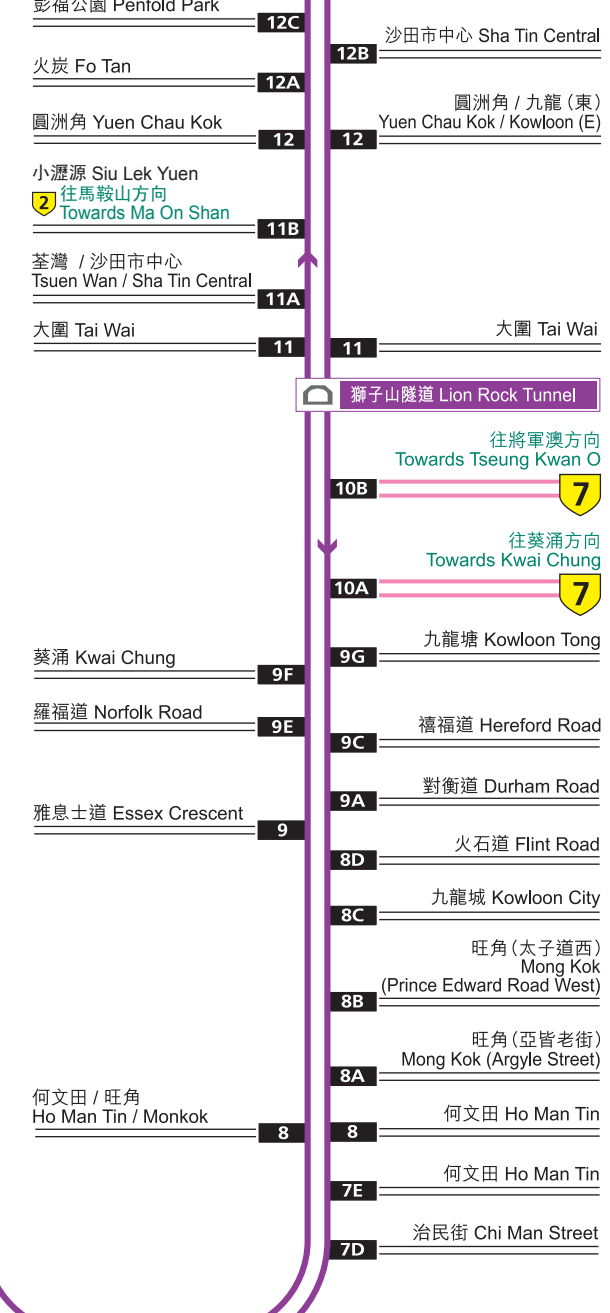 彭福公園 Penfold Park
12C
沙田市中心 Sha Tin Central
12B
火炭 Fo Tan
12A
圓洲角 / 九龍（東）
Yuen Chau Kok / Kowloon (E)
圓洲角 Yuen Chau Kok
12
12
小瀝源 Siu Lek Yuen
2 往馬鞍山方向
Towards Ma On Shan
11B
荃灣 / 沙田市中心
Tsuen Wan / Sha Tin Central
11A
大圍 Tai Wai
11
大圍 Tai Wai
11
獅子山隧道 Lion Rock Tunnel
往將軍澳方向
Towards Tseung Kwan O
10B
7
往葵涌方向
Towards Kwai Chung
10A
7
九龍塘 Kowloon Tong
9G
葵涌 Kwai Chung
9F
羅福道 Norfolk Road
9E
禧福道 Hereford Road
9C
對衡道 Durham Road
9A
雅息士道 Essex Crescent
9
火石道 Flint Road
8D
九龍城 Kowloon City
8C
旺角（太子道西）
Mong Kok
(Prince Edward Road West)
8B
旺角（亞皆老街）
Mong Kok (Argyle Street)
8A
何文田 / 旺角
Ho Man Tin / Monkok
8
何文田 Ho Man Tin
8
何文田 Ho Man Tin
7E
治民街 Chi Man Street
7D